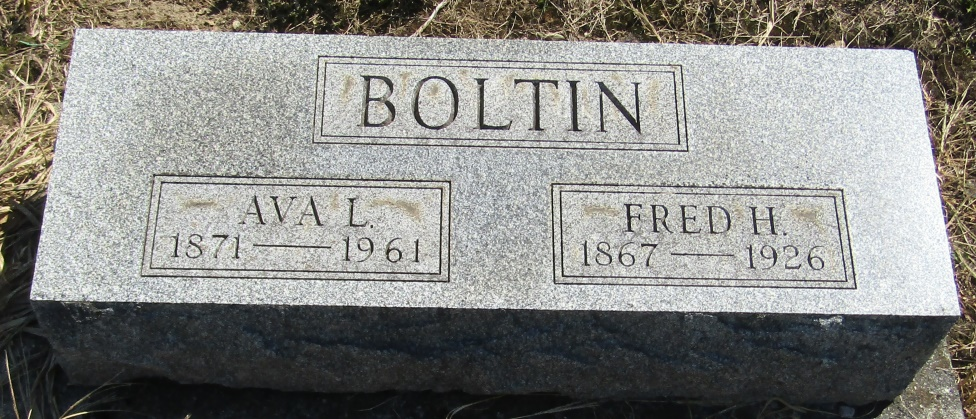 BOLTIN
AVA L.
1871 — 1961
FRED H.
1867 — 1926